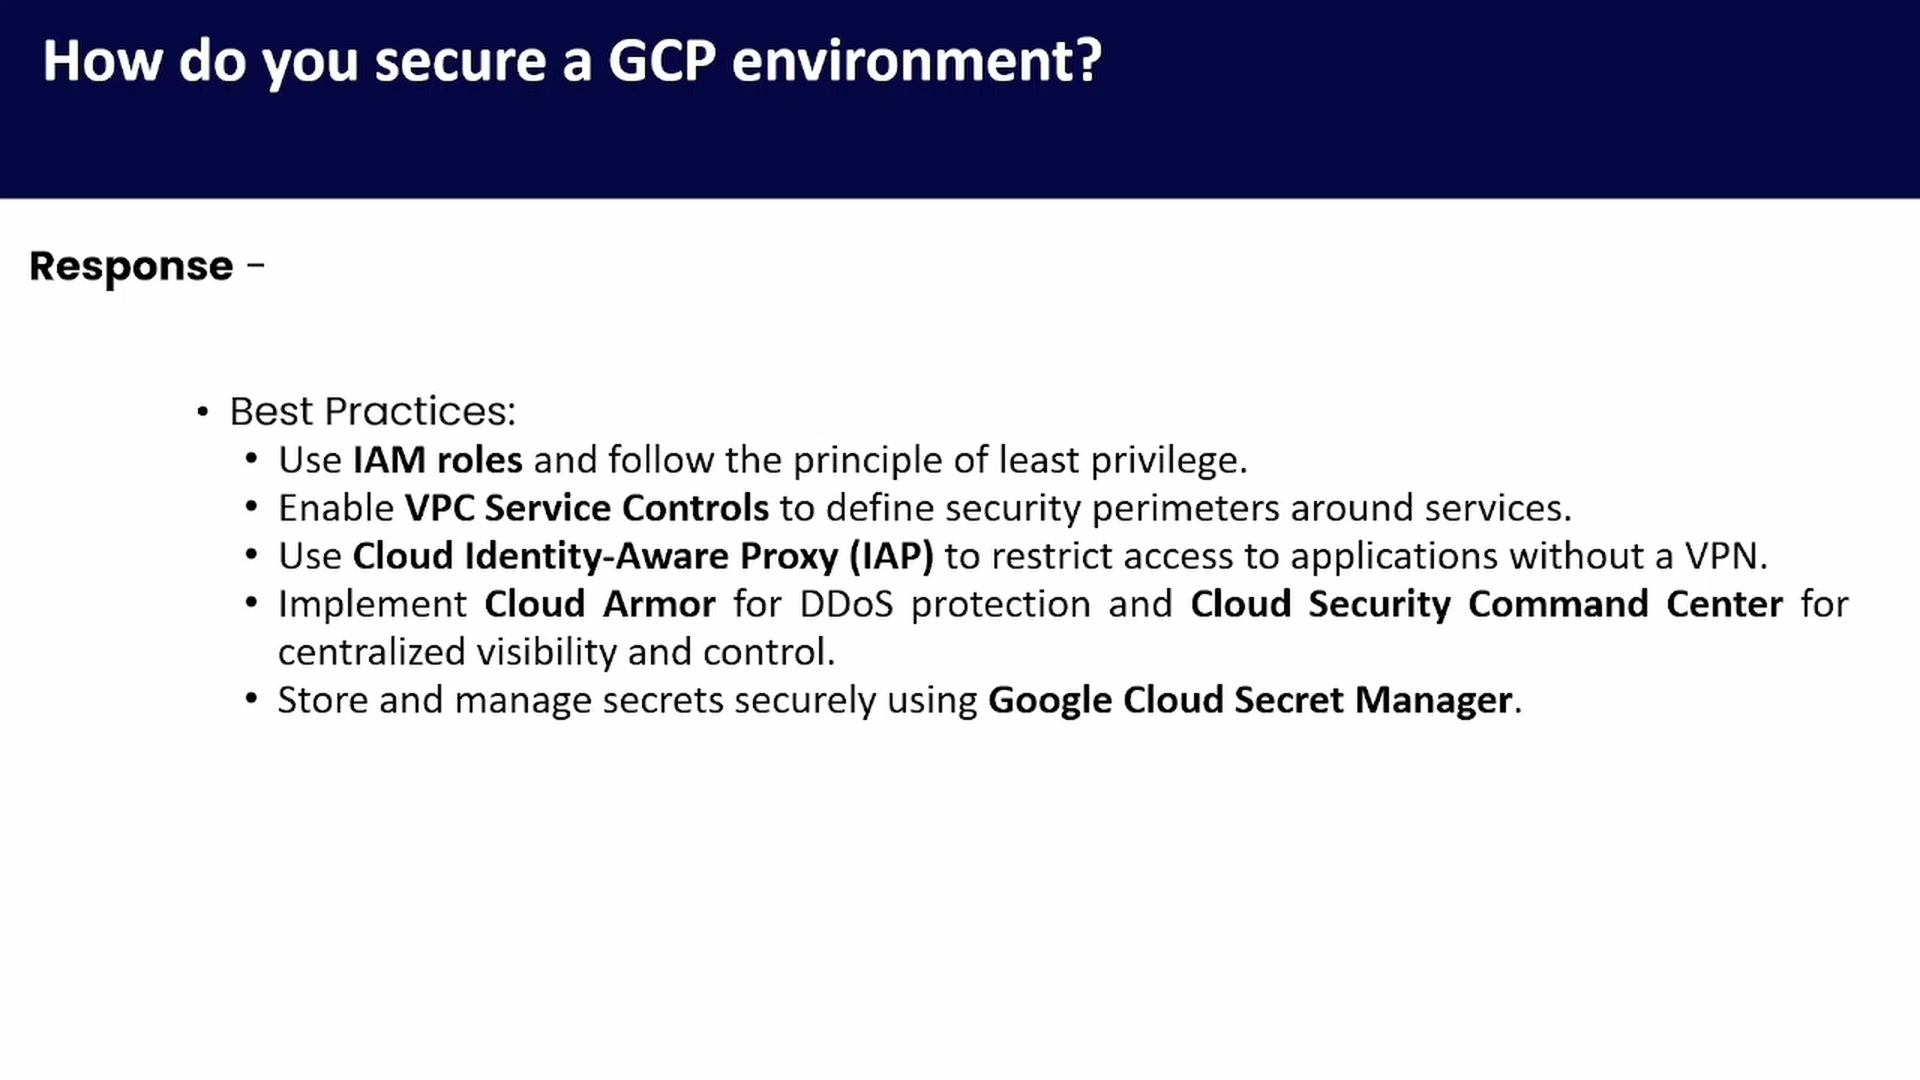 How do you secure a GCP environment?
Response –
• Best Practices:
• Use IAM roles and follow the principle of least privilege.
• Enable VPC Service Controls to define security perimeters around services.
• Use Cloud Identity-Aware Proxy (IAP) to restrict access to applications without a VPN.
• Implement Cloud Armor for DDoS protection and Cloud Security Command Center for
centralized visibility and control.
• Store and manage secrets securely using Google Cloud Secret Manager.